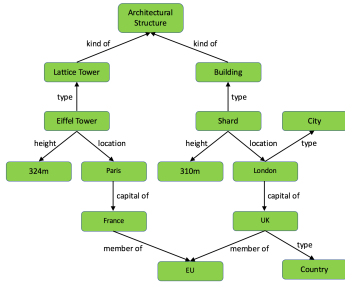 Architectural
Structure
kind of
kind of
Lattice Tower
Building
type
type
Eiffel Tower
Shard
City
height
location
height
location
type
324m
Paris
310m
London
capital of
capital of
France
UK
member of
member of
type
EU
Country